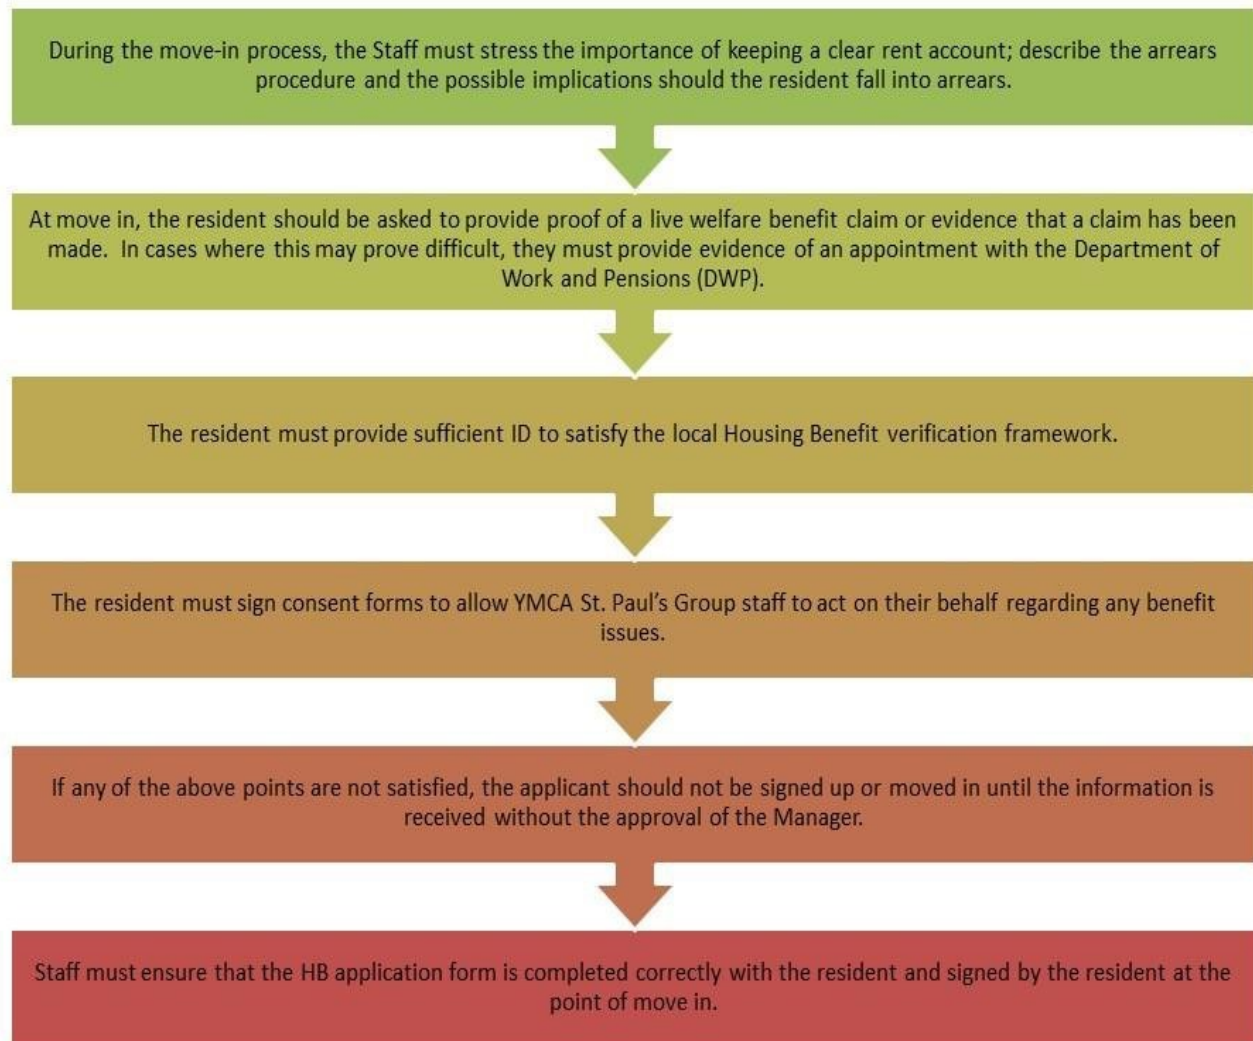 During the move-in process, the Staff must stress the importance of keeping a clear rent account; describe the arrears
procedure and the possible implications should the resident fall into arrears.
At move in, the resident should be asked to provide proof of a live welfare benefit claim or evidence that a claim has been
made.  In cases where this may prove difficult, they must provide evidence of an appointment with the Department of
Work and Pensions (DWP).
The resident must provide sufficient ID to satisfy the local Housing Benefit verification framework.
The resident must sign consent forms to allow YMCA St. Paul’s Group staff to act on their behalf regarding any benefit
issues.
If any of the above points are not satisfied, the applicant should not be signed up or moved in until the information is
received without the approval of the Manager.
Staff must ensure that the HB application form is completed correctly with the resident and signed by the resident at the
point of move in.